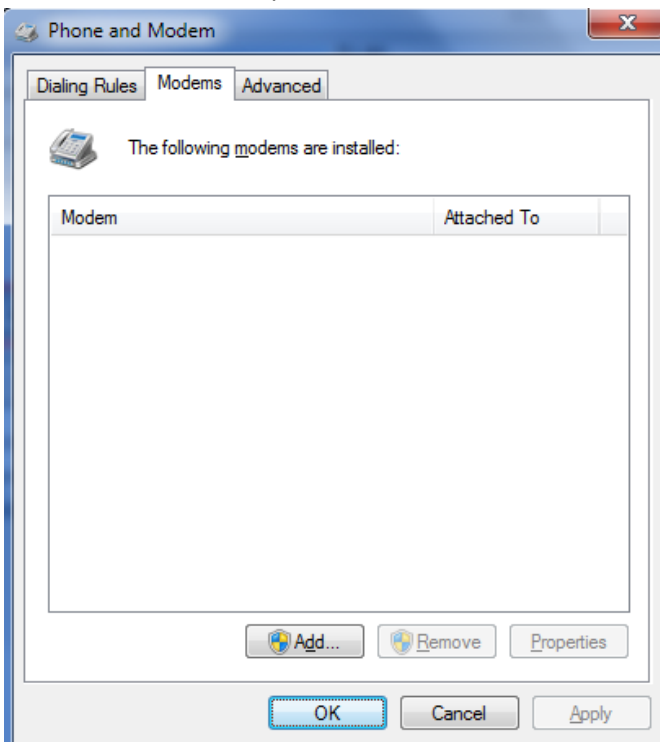 Phone and Modem
Dialing Rules Modems Advanced
The following modems are installed:
Modem Attached To
Add... Remove Properties
OK Cancel Apply